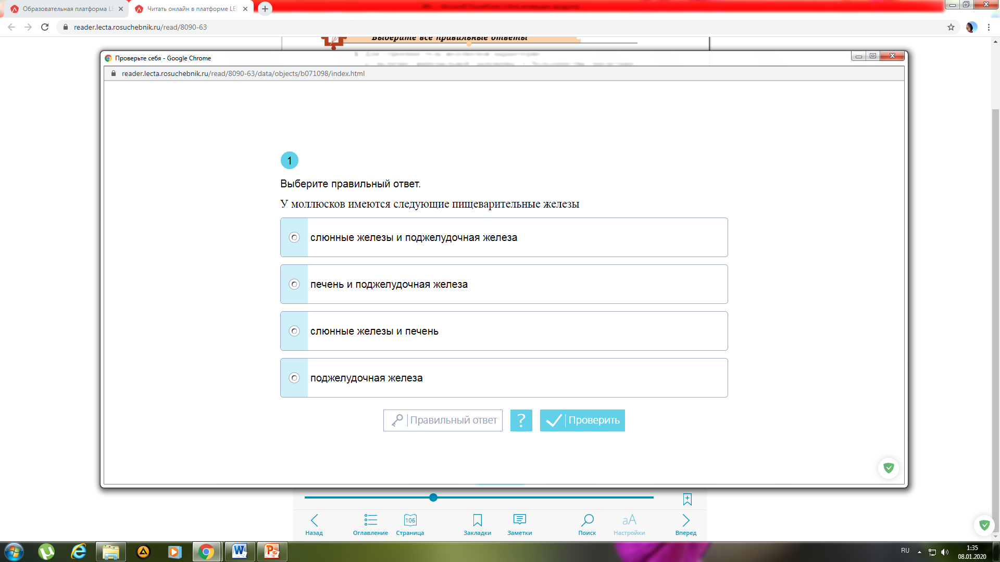 Образовательная платформа LE
Читать онлайн в платформе LEC
reader.lecta.rosuchebnik.ru/read/8090-63
Выберите все правильные ответы
Проверьте себя - Google Chrome
reader.lecta.rosuchebnik.ru/read/8090-63/data/objects/b071098/index.html
1
Выберите правильный ответ.
У моллюсков имеются следующие пищеварительные железы
слюнные железы и поджелудочная железа
печень и поджелудочная железа
слюнные железы и печень
поджелудочная железа
Правильный ответ
?
Проверить
106
aA
Назад
Оглавление
Страница
Закладки
Заметки
Поиск
Настройки
Вперед
RU
1:35
08.01.2020